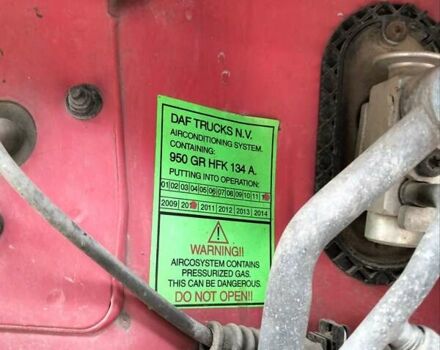 DAF TRUCKS N.V.
AIRCONDITIONING SYSTEM.
CONTAINING:
950 GR HFK 134 A.
PUTTING INTO OPERATION:
01 02 03 04 05 06 07 08 09 10 11
2009 2011 2012 2013 2014
WARNING!!
AIRCOSYSTEM CONTAINS
PRESSURIZED GAS.
THIS CAN BE DANGEROUS.
DO NOT OPEN!!